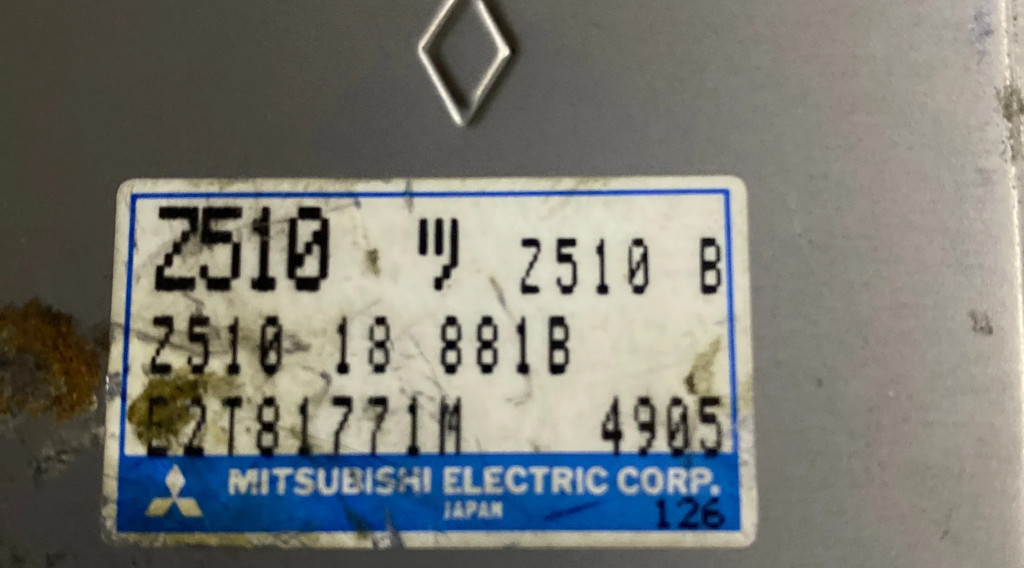 Z510 ツ Z510 B
Z510 18 881B
E2T81771M 4905
MITSUBISHI ELECTRIC CORP.
JAPAN 126